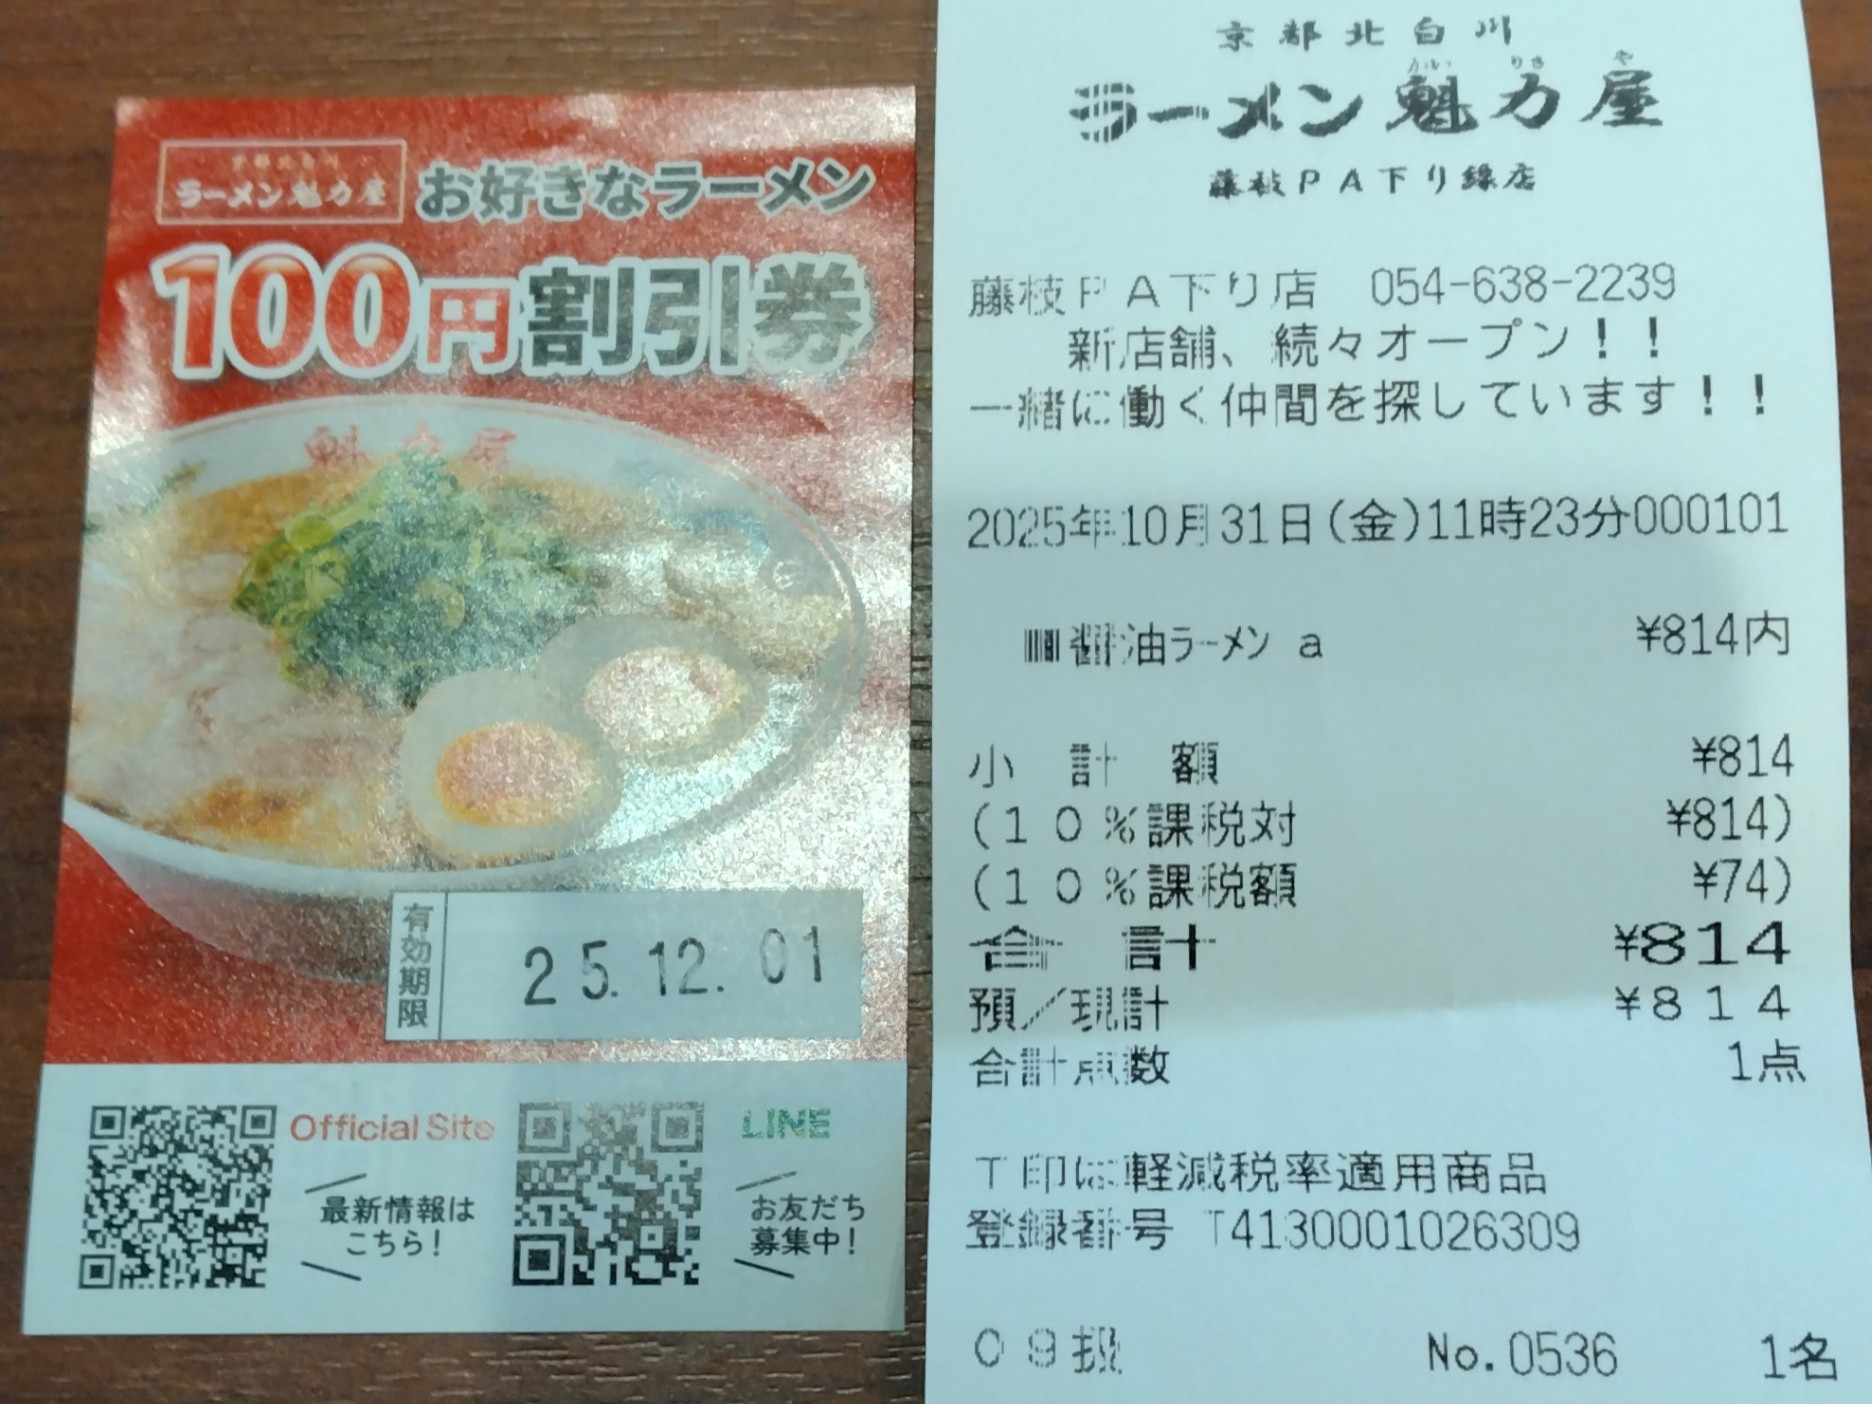 京都北白川
ラーメン魁力屋
お好きなラーメン
100円割引券
魁力屋
有効期限
25.12.01
Official Site
最新情報は
こちら!
LINE
お友だち
募集中!
京都北白川
かい りき や
ラーメン魁力屋
藤枝PA下り線店
藤枝PA下り店 054-638-2239
新店舗、続々オープン!!
一緒に働く仲間を探しています!!
2025年10月31日(金)11時23分000101
醤油ラーメン a ¥814内
小 計 額 ¥814
(10%課税対 ¥814)
(10%課税額 ¥74)
合 計 ¥814
預/現計 ¥814
合計点数 1点
T印は軽減税率適用商品
登録番号 T4130001026309
09扱 No.0536 1名